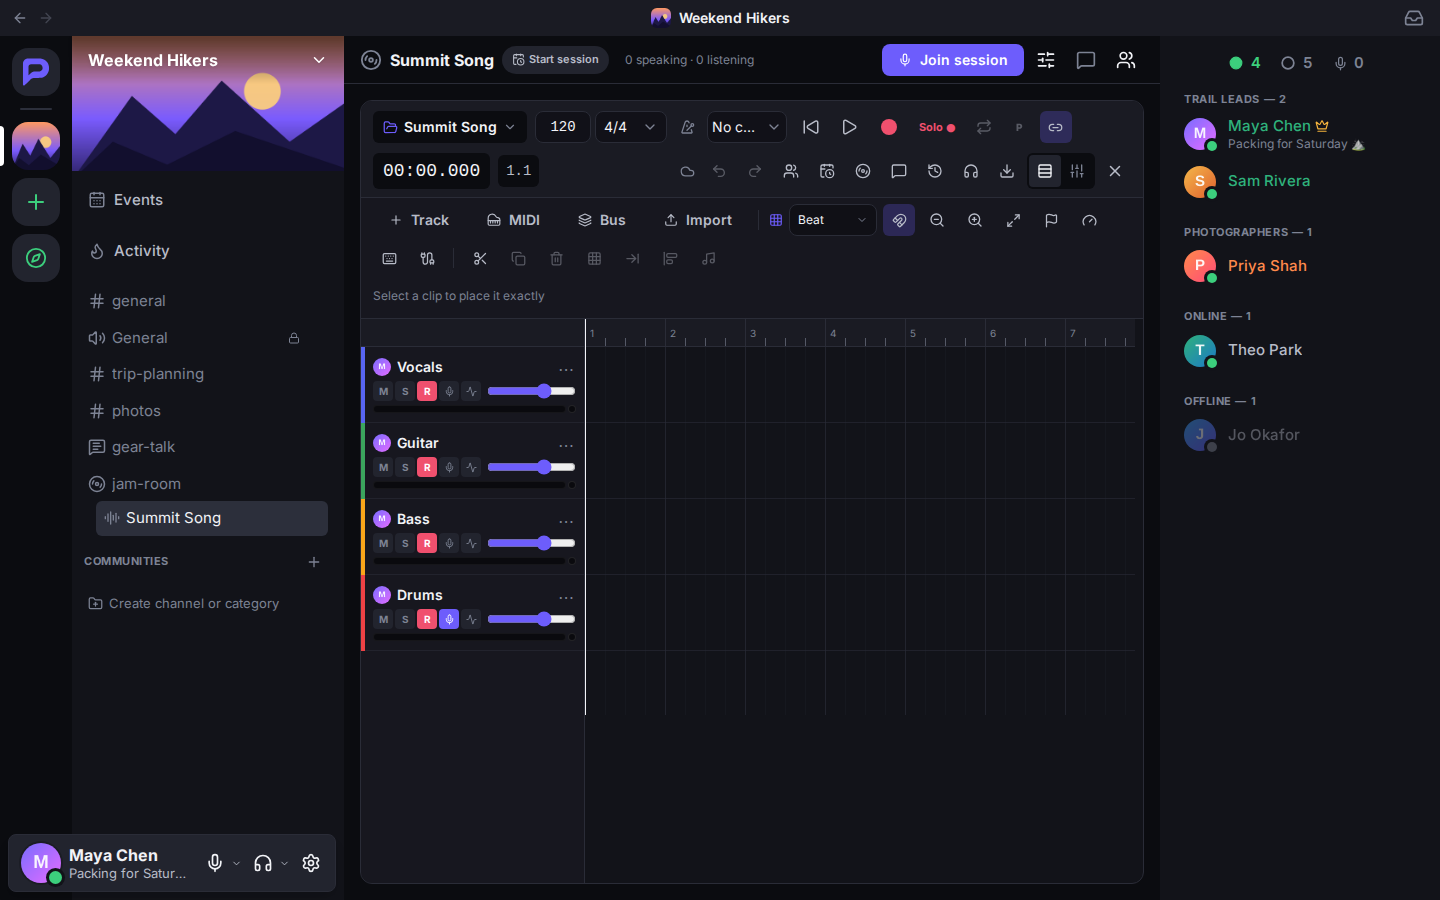 Weekend Hikers
Weekend Hikers
Events
Activity
general
General
trip-planning
photos
gear-talk
jam-room
Summit Song
COMMUNITIES
Create channel or category
M
Maya Chen
Packing for Satur...
Summit Song
Start session
0 speaking · 0 listening
Join session
Summit Song
120
4/4
No c...
Solo
P
00:00.000
1.1
Track
MIDI
Bus
Import
Beat
Select a clip to place it exactly
1 2 3 4 5 6 7
M Vocals ...
M S R
M Guitar ...
M S R
M Bass ...
M S R
M Drums ...
M S R
4 5 0
TRAIL LEADS — 2
M
Maya Chen
Packing for Saturday
S
Sam Rivera
PHOTOGRAPHERS — 1
P
Priya Shah
ONLINE — 1
T
Theo Park
OFFLINE — 1
J
Jo Okafor